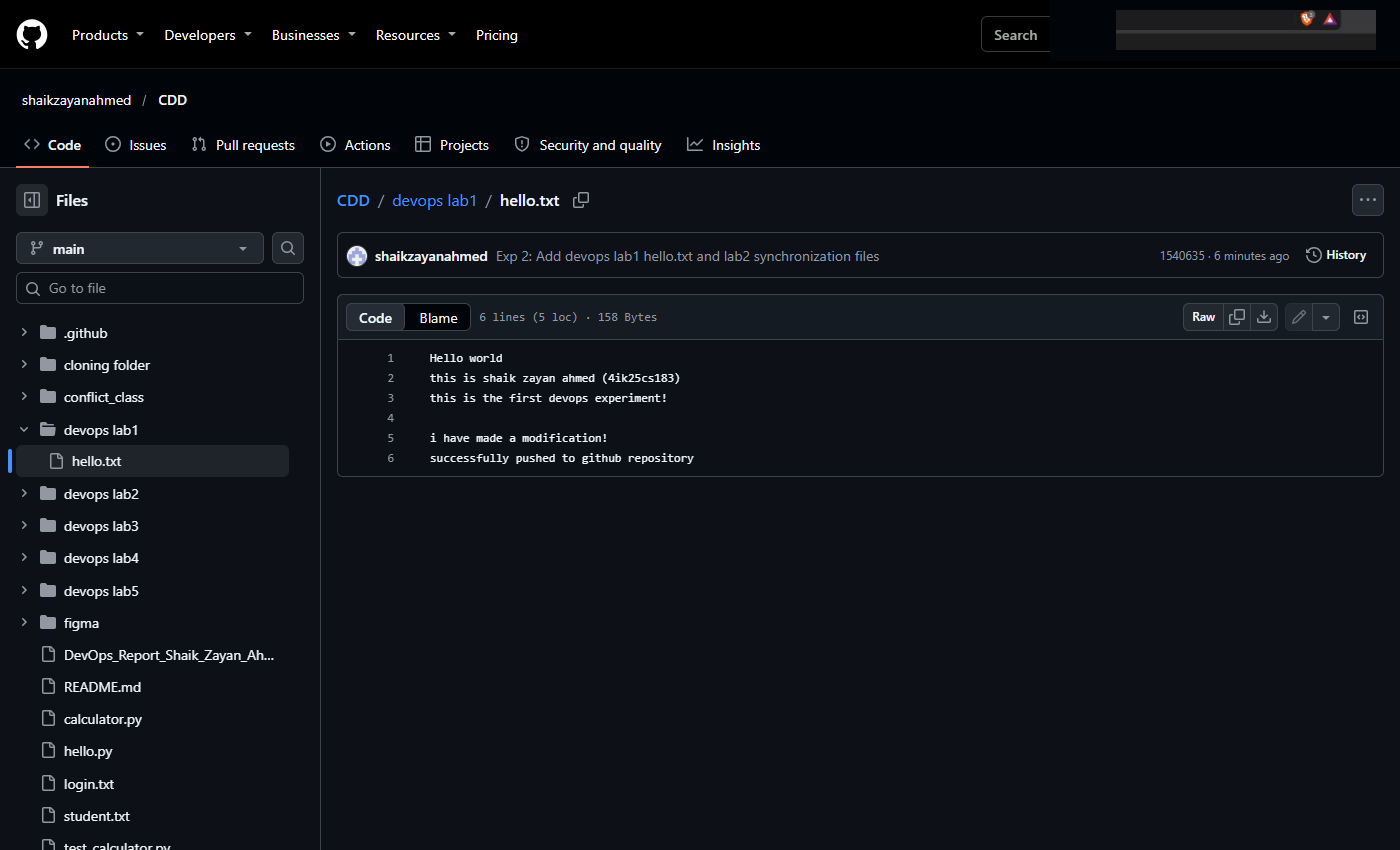 Products Developers Businesses Resources Pricing Search
shaikzayanahmed / CDD
Code Issues Pull requests Actions Projects Security and quality Insights
Files
main
Go to file
.github
cloning folder
conflict_class
devops lab1
hello.txt
devops lab2
devops lab3
devops lab4
devops lab5
figma
DevOps_Report_Shaik_Zayan_Ah...
README.md
calculator.py
hello.py
login.txt
student.txt
test_calculator.py
CDD / devops lab1 / hello.txt
shaikzayanahmed Exp 2: Add devops lab1 hello.txt and lab2 synchronization files 1540635 · 6 minutes ago History
Code Blame 6 lines (5 loc) · 158 Bytes Raw
1 Hello world
2 this is shaik zayan ahmed (4ik25cs183)
3 this is the first devops experiment!
4
5 i have made a modification!
6 successfully pushed to github repository